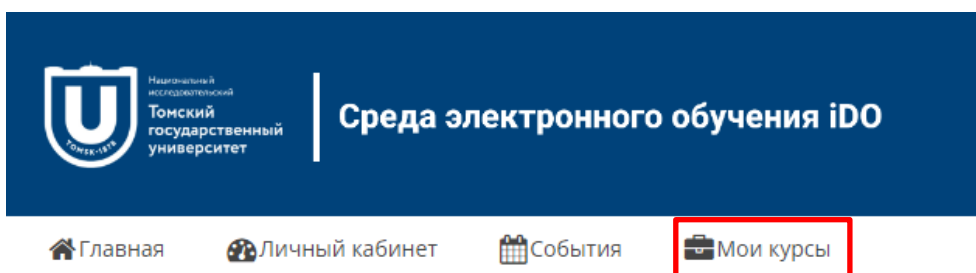 Национальный
исследовательский
Томский
государственный
университет
ТОМСК-1878
Среда электронного обучения iDO
Главная
Личный кабинет
События
Мои курсы